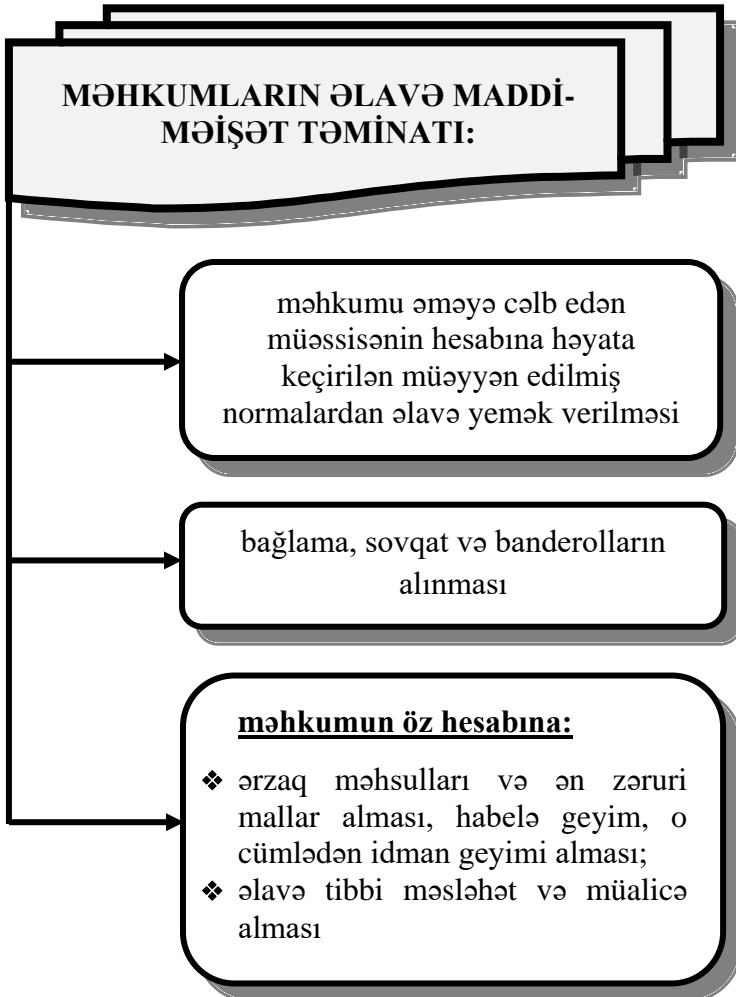 MƏHKUMLARIN ƏLAVƏ MADDİ-
MƏİŞƏT TƏMİNATI:
məhkumu əməyə cəlb edən
müəssisənin hesabına həyata
keçirilən müəyyən edilmiş
normalardan əlavə yemək verilməsi
bağlama, sovqat və banderolların
alınması
məhkumun öz hesabına:
❖ ərzaq məhsulları və ən zəruri
mallar alması, habelə geyim, o
cümlədən idman geyimi alması;
❖ əlavə tibbi məsləhət və müalicə
alması